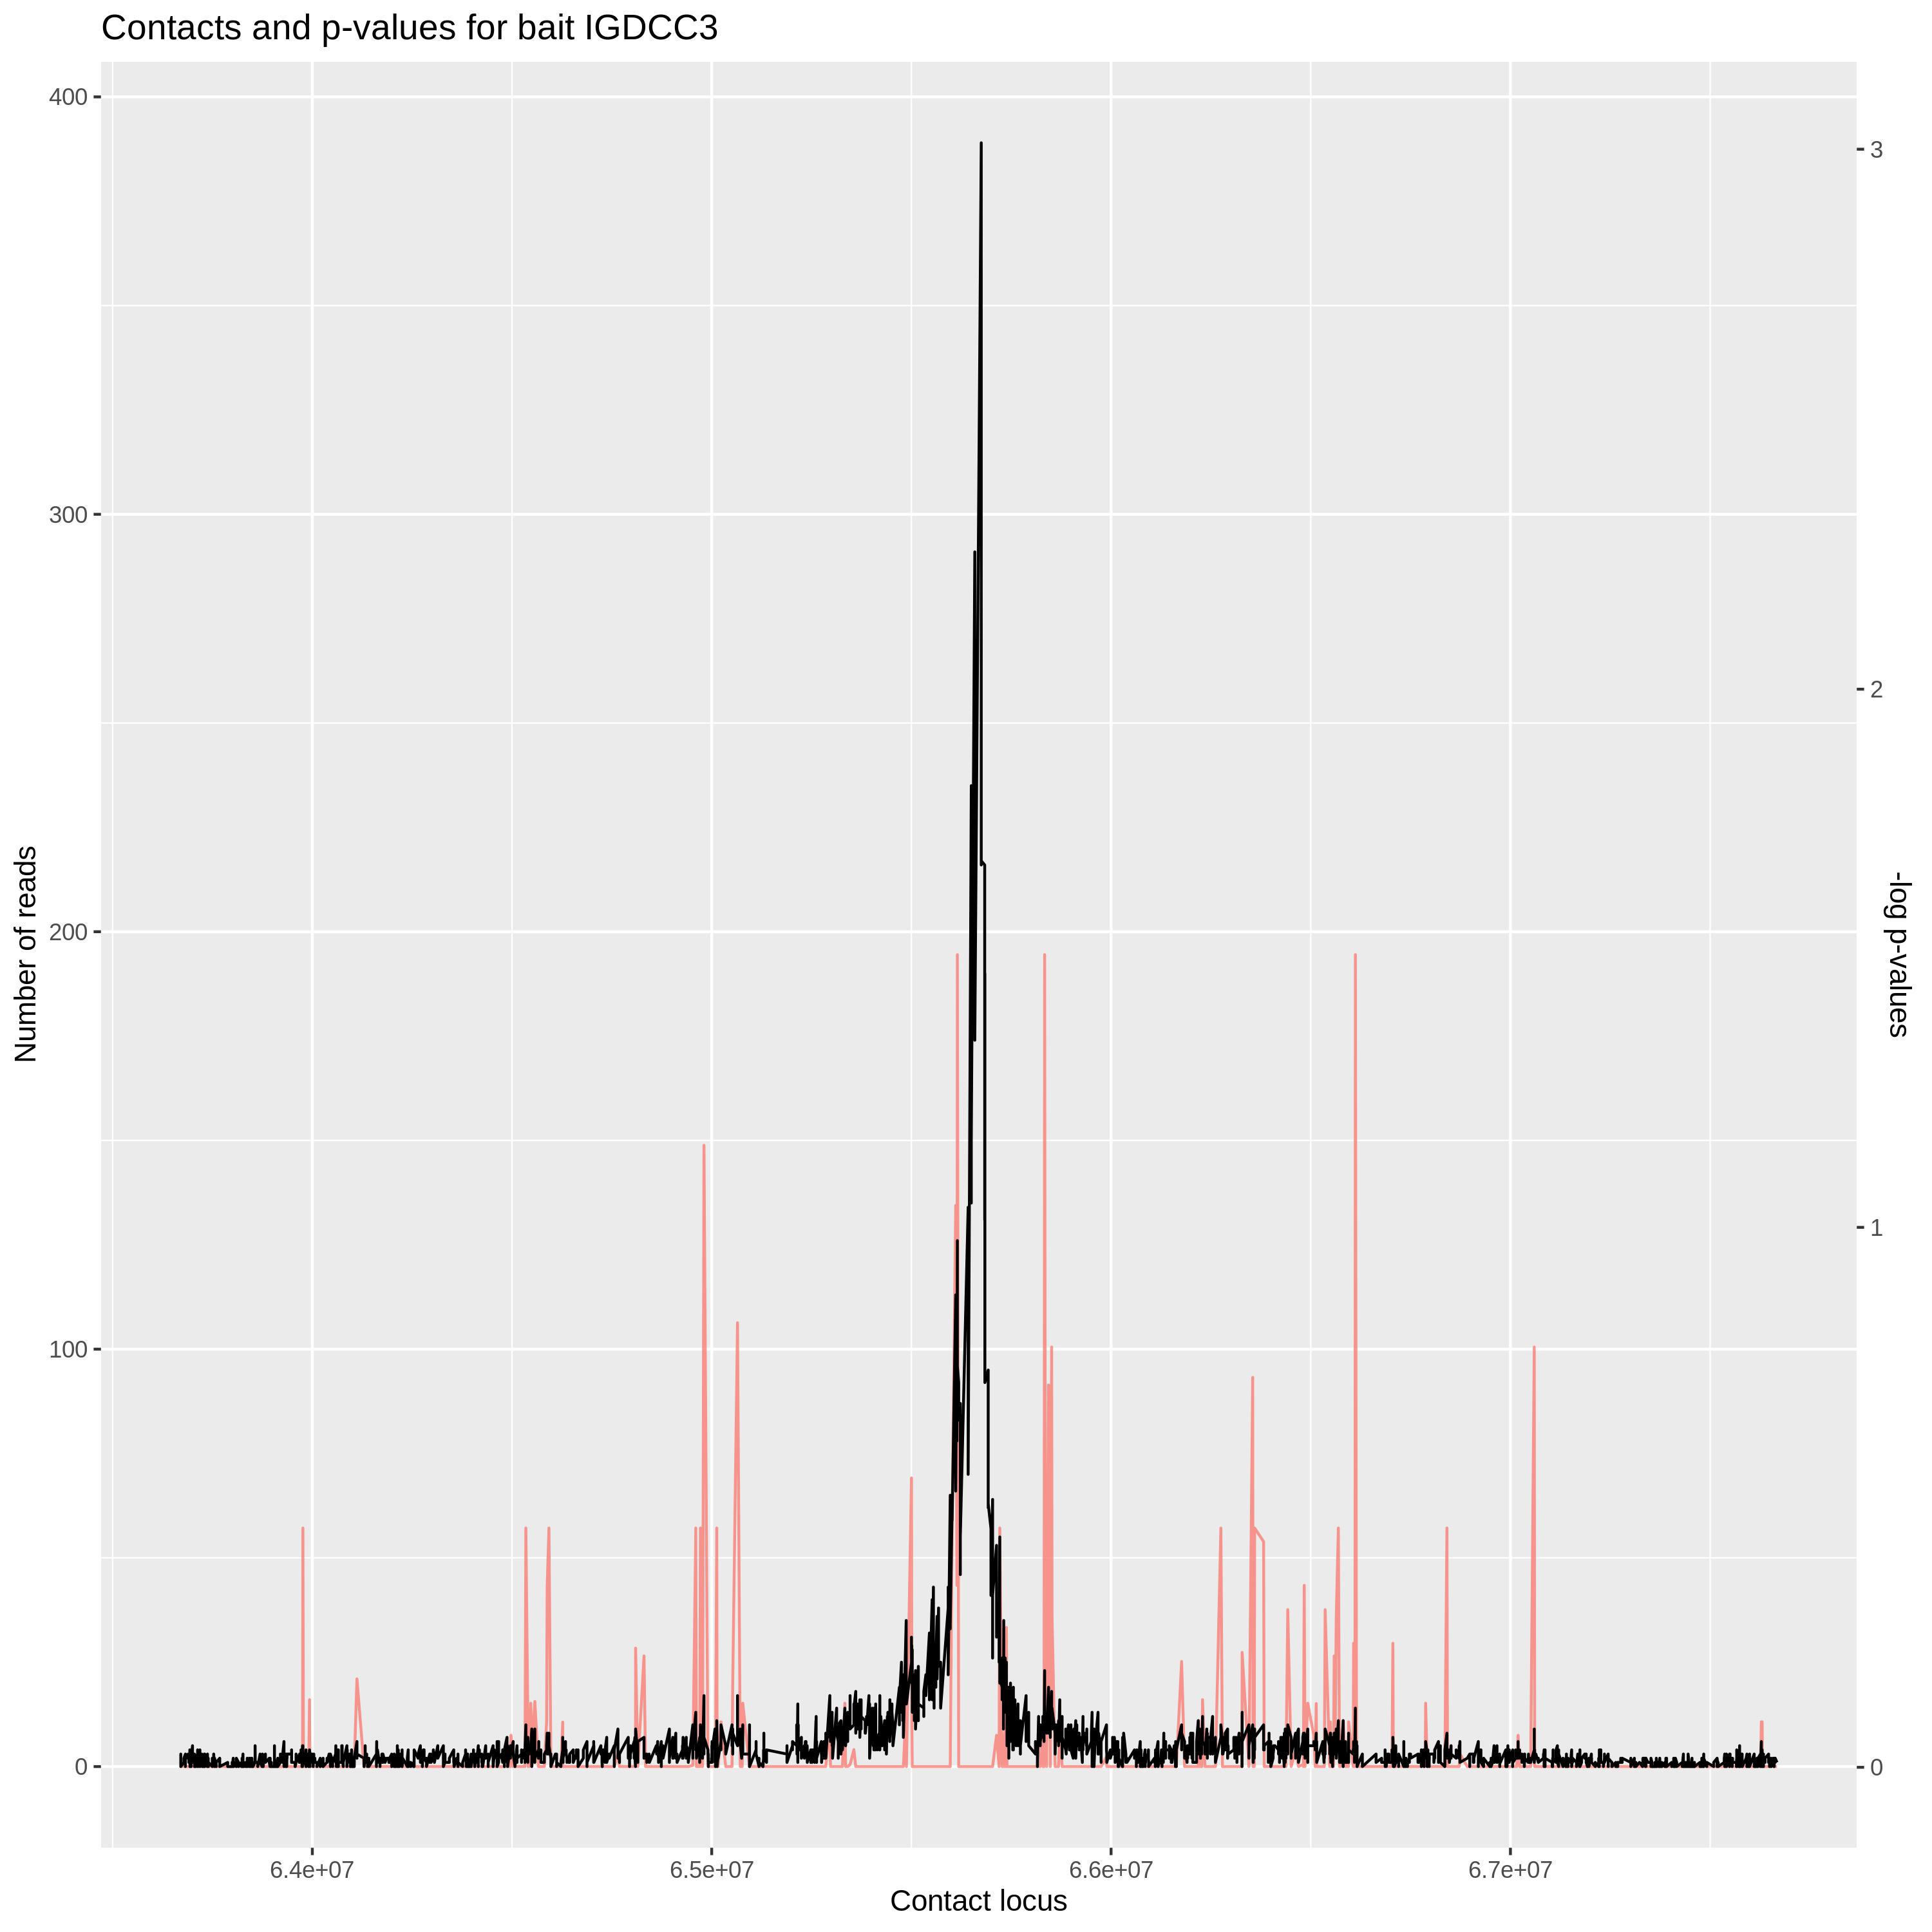 Contacts and p-values for bait IGDCC3
400
300
200
100
0
Number of reads
3
2
1
0
-log p-values
6.4e+07
6.5e+07
6.6e+07
6.7e+07
Contact locus